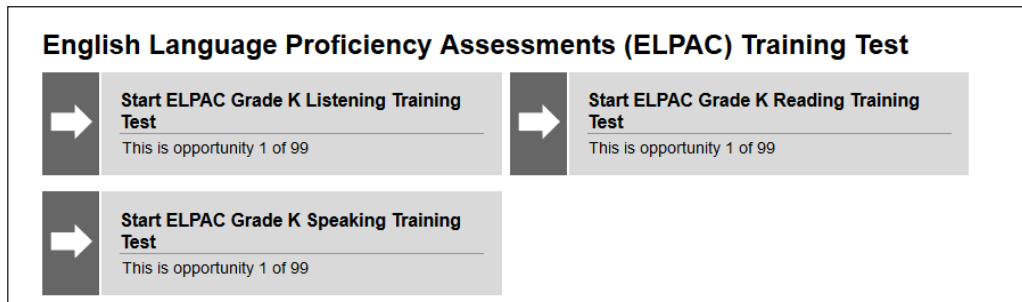 English Language Proficiency Assessments (ELPAC) Training Test
Start ELPAC Grade K Listening Training
Test
This is opportunity 1 of 99
Start ELPAC Grade K Reading Training
Test
This is opportunity 1 of 99
Start ELPAC Grade K Speaking Training
Test
This is opportunity 1 of 99